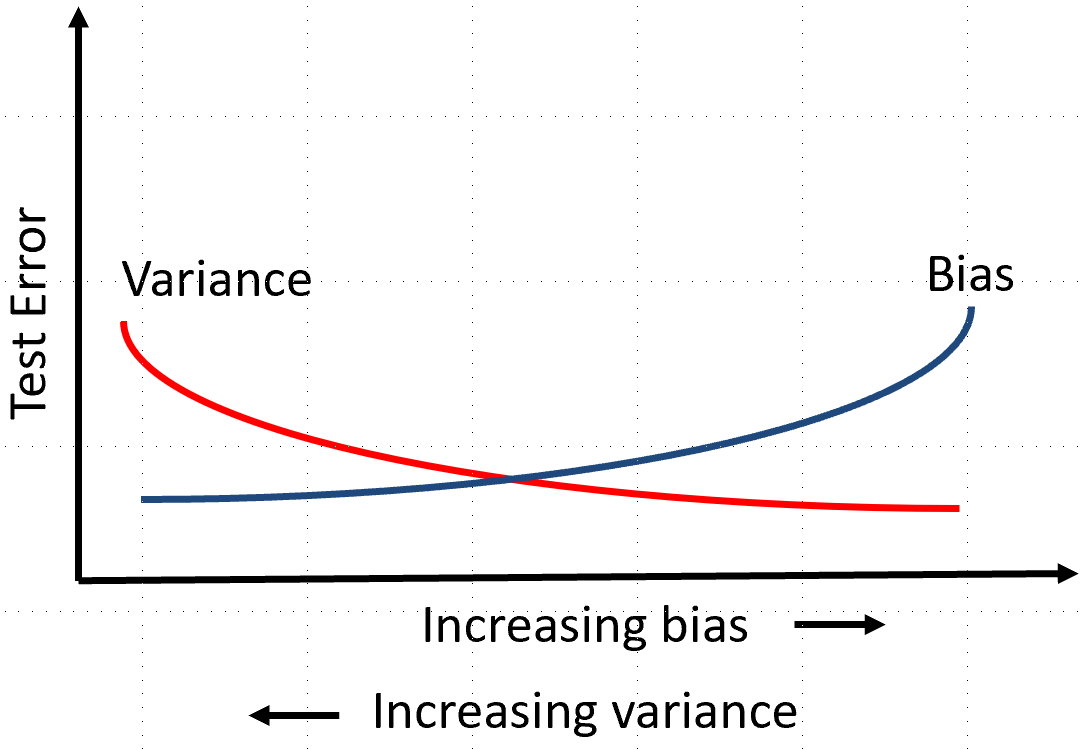 Test Error
Variance
Bias
Increasing bias
Increasing variance